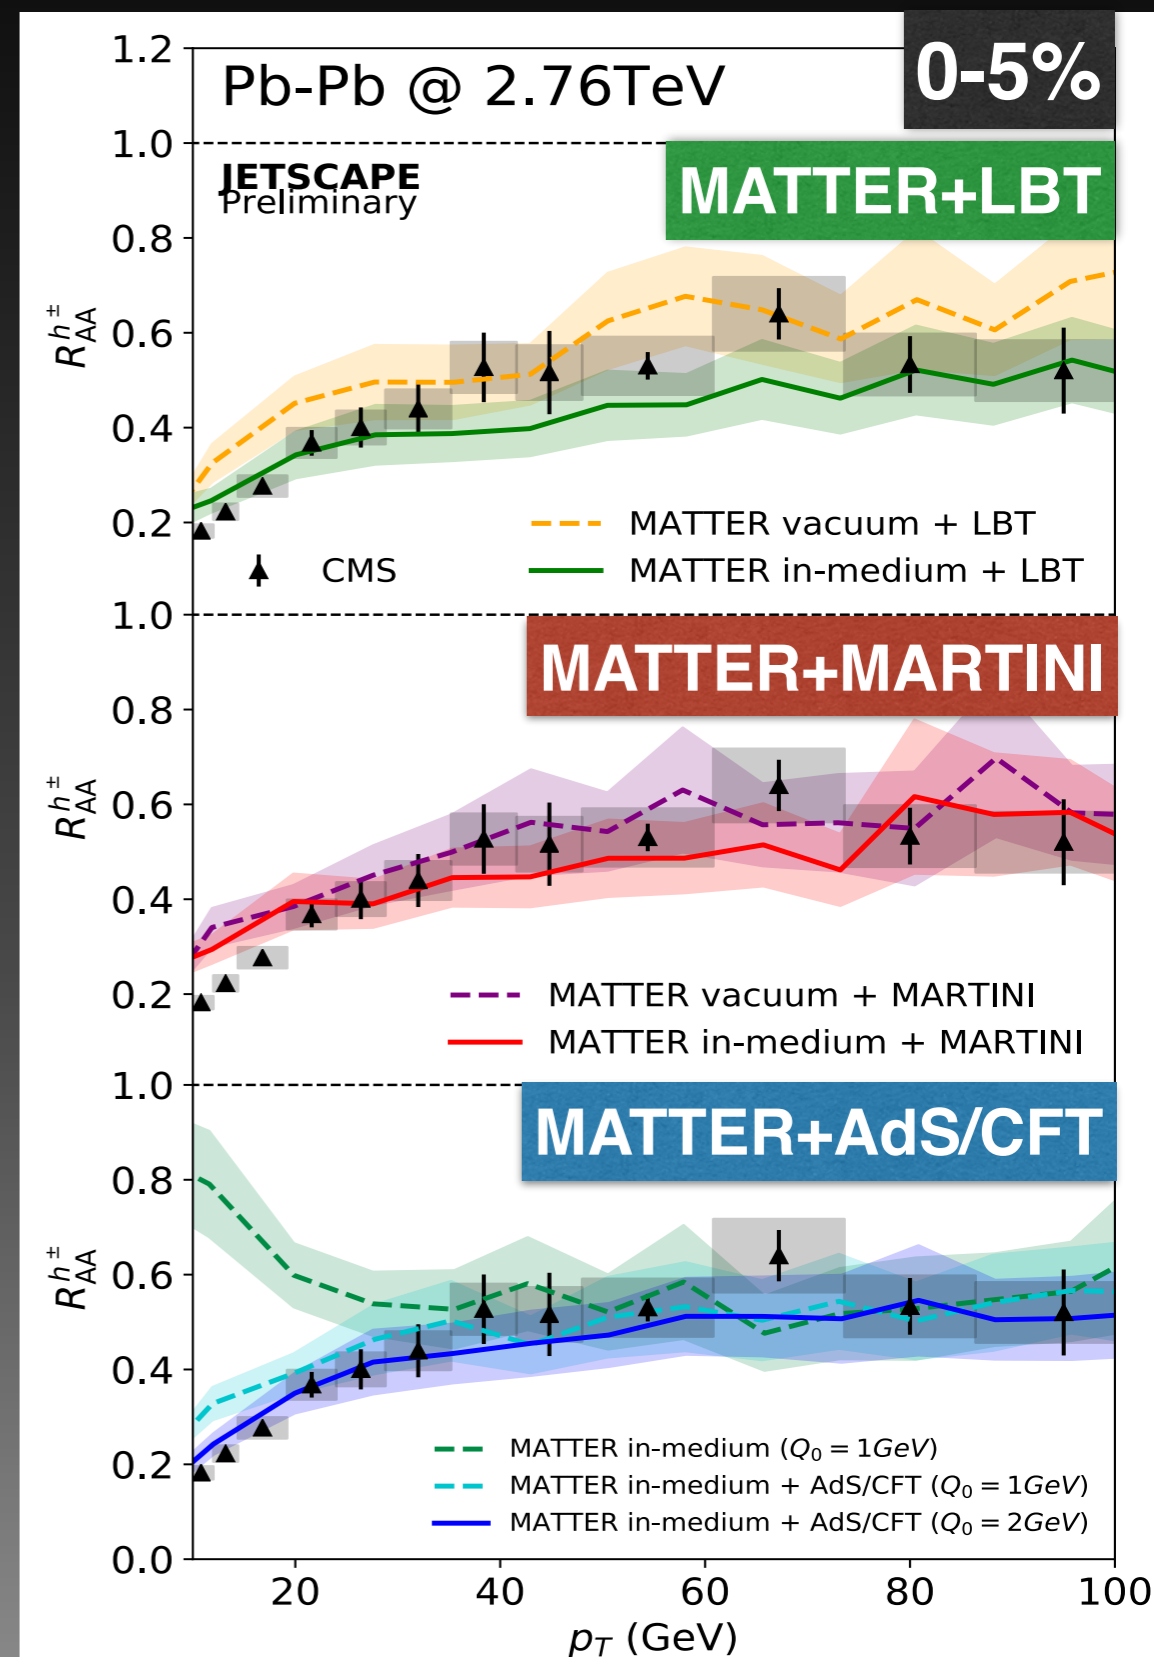 1.2
0-5%
Pb-Pb @ 2.76TeV
1.0
JETSCAPE
Preliminary
MATTER+LBT
0.8
R_AA^h±
0.6
0.4
0.2
MATTER vacuum + LBT
CMS
MATTER in-medium + LBT
1.0
MATTER+MARTINI
0.8
R_AA^h±
0.6
0.4
0.2
MATTER vacuum + MARTINI
MATTER in-medium + MARTINI
1.0
MATTER+AdS/CFT
0.8
R_AA^h±
0.6
0.4
0.2
MATTER in-medium (Q₀ = 1GeV)
MATTER in-medium + AdS/CFT (Q₀ = 1GeV)
MATTER in-medium + AdS/CFT (Q₀ = 2GeV)
0.0
20 40 60 80 100
p_T (GeV)